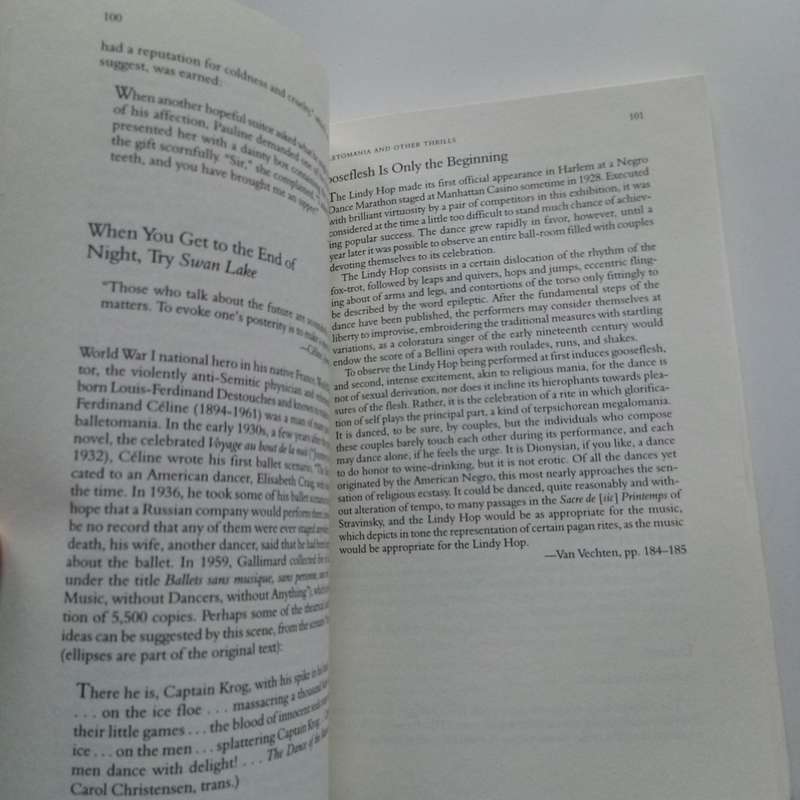 100
had a reputation for coldness and cruelty,
suggest, was earned:
When another hopeful suitor asked what he
of his affection, Pauline demanded one of
presented her with a dainty box containing
the gift scornfully. "Sir," she complained,
teeth, and you have brought me an upper
When You Get to the End of
Night, Try Swan Lake
"Those who talk about the future are
matters. To evoke one's posterity is to make
—Céline
World War I national hero in his native France,
tor, the violently anti-Semitic physician and
born Louis-Ferdinand Destouches and known to
Ferdinand Céline (1894-1961) was a man of many
balletomania. In the early 1930s, a few years after the
novel, the celebrated Voyage au bout de la nuit
1932), Céline wrote his first ballet scenario,
cated to an American dancer, Elisabeth Craig,
the time. In 1936, he took some of his ballet scenarios
hope that a Russian company would perform them,
be no record that any of them were ever staged
death, his wife, another dancer, said that he had
about the ballet. In 1959, Gallimard collected the
under the title Ballets sans musique, sans personne,
Music, without Dancers, without Anything"),
tion of 5,500 copies. Perhaps some of the theatrical
ideas can be suggested by this scene, from the scenario
(ellipses are part of the original text):
There he is, Captain Krog, with his spike in his
. . . on the ice floe . . . massacring a thousand
their little games . . . the blood of innocent seals
ice . . . on the men . . . splattering Captain Krog
men dance with delight! . . . The Dance of the
Carol Christensen, trans.)
101
ETOMANIA AND OTHER THRILLS
ooseflesh Is Only the Beginning
The Lindy Hop made its first official appearance in Harlem at a Negro
Dance Marathon staged at Manhattan Casino sometime in 1928. Executed
with brilliant virtuosity by a pair of competitors in this exhibition, it was
considered at the time a little too difficult to stand much chance of achiev-
ing popular success. The dance grew rapidly in favor, however, until a
year later it was possible to observe an entire ball-room filled with couples
devoting themselves to its celebration.
The Lindy Hop consists in a certain dislocation of the rhythm of the
fox-trot, followed by leaps and quivers, hops and jumps, eccentric fling-
ing about of arms and legs, and contortions of the torso only fittingly to
be described by the word epileptic. After the fundamental steps of the
dance have been published, the performers may consider themselves at
liberty to improvise, embroidering the traditional measures with startling
variations, as a coloratura singer of the early nineteenth century would
endow the score of a Bellini opera with roulades, runs, and shakes.
To observe the Lindy Hop being performed at first induces gooseflesh,
and second, intense excitement, akin to religious mania, for the dance is
not of sexual derivation, nor does it incline its hierophants towards plea-
sures of the flesh. Rather, it is the celebration of a rite in which glorifica-
tion of self plays the principal part, a kind of terpsichorean megalomania.
It is danced, to be sure, by couples, but the individuals who compose
these couples barely touch each other during its performance, and each
may dance alone, if he feels the urge. It is Dionysian, if you like, a dance
to do honor to wine-drinking, but it is not erotic. Of all the dances yet
originated by the American Negro, this most nearly approaches the sen-
sation of religious ecstasy. It could be danced, quite reasonably and with-
out alteration of tempo, to many passages in the Sacre de [sic] Printemps of
Stravinsky, and the Lindy Hop would be as appropriate for the music,
which depicts in tone the representation of certain pagan rites, as the music
would be appropriate for the Lindy Hop.
—Van Vechten, pp. 184–185